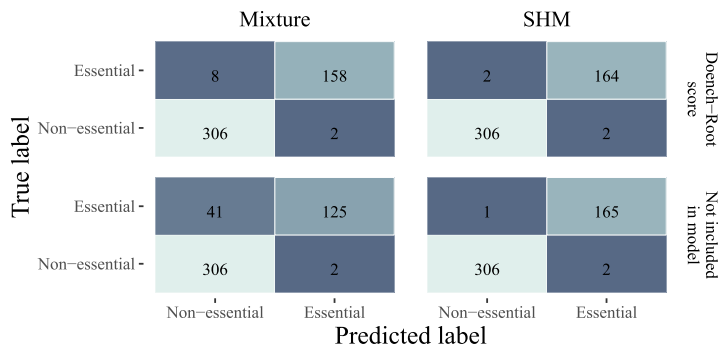 Mixture
SHM
True label
Essential
8
158
2
164
Doench−Root
score
Non−essential
306
2
306
2
Essential
41
125
1
165
Not included
in model
Non−essential
306
2
306
2
Non−essential
Essential
Non−essential
Essential
Predicted label